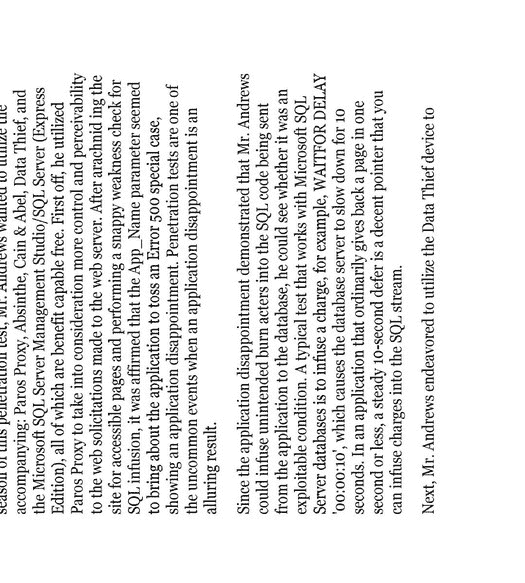 season of this penetration test, Mr. Andrews wanted to utilize the
accompanying: Paros Proxy, Absinthe, Cain & Abel, Data Thief, and
the Microsoft SQL Server Management Studio/SQL Server (Express
Edition), all of which are benefit capable free. First off, he utilized
Paros Proxy to take into consideration more control and perceivability
to the web solicitations made to the web server. After arachnid ing the
site for accessible pages and performing a snappy weakness check for
SQL infusion, it was affirmed that the App_Name parameter seemed
to bring about the application to toss an Error 500 special case,
showing an application disappointment. Penetration tests are one of
the uncommon events when an application disappointment is an
alluring result.
Since the application disappointment demonstrated that Mr. Andrews
could infuse unintended burn acters into the SQL code being sent
from the application to the database, he could see whether it was an
exploitable condition. A typical test that works with Microsoft SQL
Server databases is to infuse a charge, for example, WAITFOR DELAY
'00:00:10', which causes the database server to slow down for 10
seconds. In an application that ordinarily gives back a page in one
second or less, a steady 10-second defer is a decent pointer that you
can infuse charges into the SQL stream.
Next, Mr. Andrews endeavored to utilize the Data Thief device to